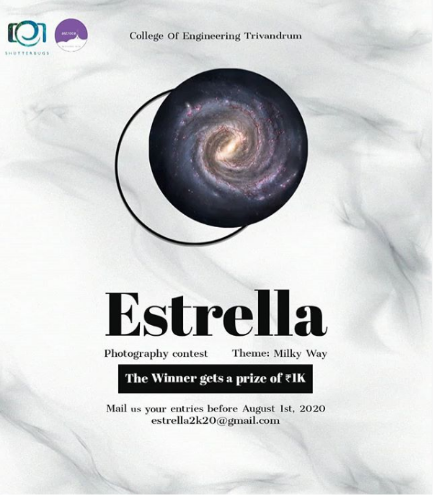 College Of Engineering Trivandrum
SHUTTERBUGS
Estrella
Photography contest Theme: Milky Way
The Winner gets a prize of ₹1K
Mail us your entries before August 1st, 2020
estrella2k20@gmail.com